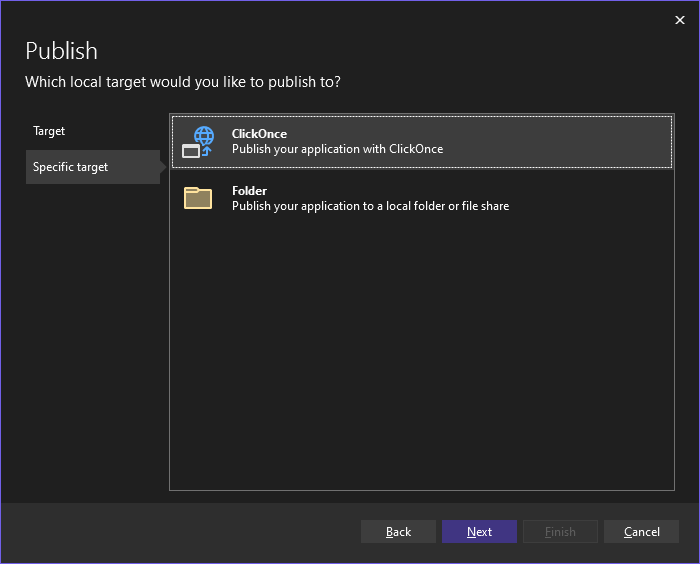 Publish
Which local target would you like to publish to?
Target
Specific target
ClickOnce
Publish your application with ClickOnce
Folder
Publish your application to a local folder or file share
Back
Next
Finish
Cancel